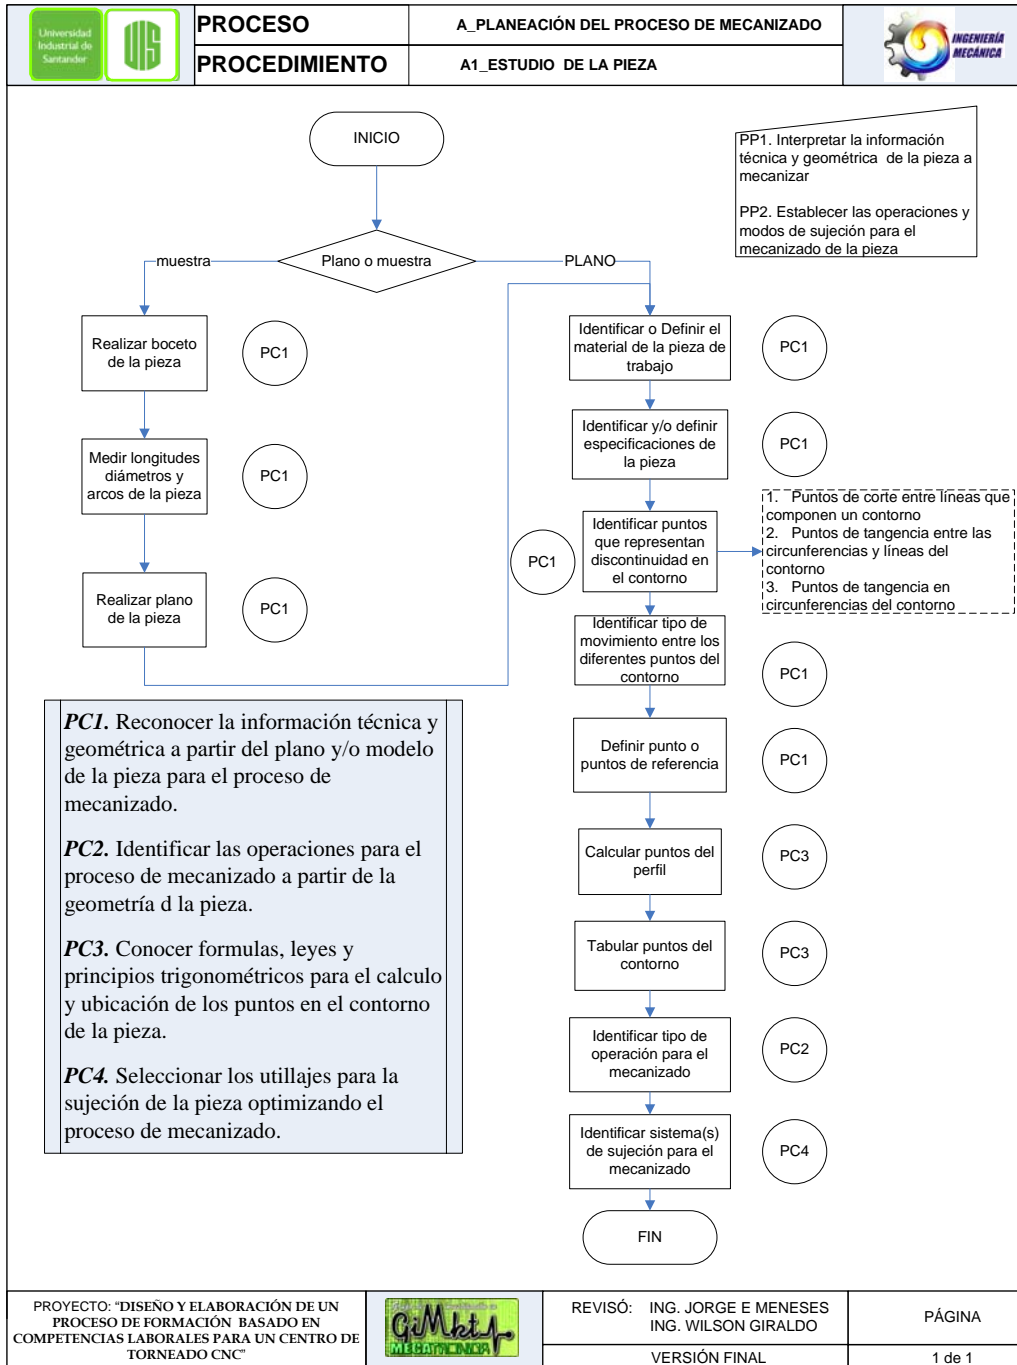 Universidad
Industrial de
Santander
UIS
PROCESO
A_PLANEACIÓN DEL PROCESO DE MECANIZADO
PROCEDIMIENTO
A1_ESTUDIO DE LA PIEZA
INGENIERÍA
MECÁNICA
INICIO
PP1. Interpretar la información
técnica y geométrica de la pieza a
mecanizar
PP2. Establecer las operaciones y
modos de sujeción para el
mecanizado de la pieza
muestra
Plano o muestra
PLANO
Realizar boceto
de la pieza
PC1
Medir longitudes
diámetros y
arcos de la pieza
PC1
Realizar plano
de la pieza
PC1
Identificar o Definir el
material de la pieza de
trabajo
PC1
Identificar y/o definir
especificaciones de
la pieza
PC1
Identificar puntos
que representan
discontinuidad en
el contorno
PC1
1. Puntos de corte entre líneas que
componen un contorno
2. Puntos de tangencia entre las
circunferencias y líneas del
contorno
3. Puntos de tangencia en
circunferencias del contorno
Identificar tipo de
movimiento entre los
diferentes puntos del
contorno
PC1
Definir punto o
puntos de referencia
PC1
Calcular puntos del
perfil
PC3
Tabular puntos del
contorno
PC3
Identificar tipo de
operación para el
mecanizado
PC2
Identificar sistema(s)
de sujeción para el
mecanizado
PC4
FIN
PC1. Reconocer la información técnica y
geométrica a partir del plano y/o modelo
de la pieza para el proceso de
mecanizado.
PC2. Identificar las operaciones para el
proceso de mecanizado a partir de la
geometría d la pieza.
PC3. Conocer formulas, leyes y
principios trigonométricos para el calculo
y ubicación de los puntos en el contorno
de la pieza.
PC4. Seleccionar los utillajes para la
sujeción de la pieza optimizando el
proceso de mecanizado.
PROYECTO: "DISEÑO Y ELABORACIÓN DE UN
PROCESO DE FORMACIÓN BASADO EN
COMPETENCIAS LABORALES PARA UN CENTRO DE
TORNEADO CNC"
GiMkt
MEGATRONICA
REVISÓ: ING. JORGE E MENESES
ING. WILSON GIRALDO
VERSIÓN FINAL
PÁGINA
1 de 1